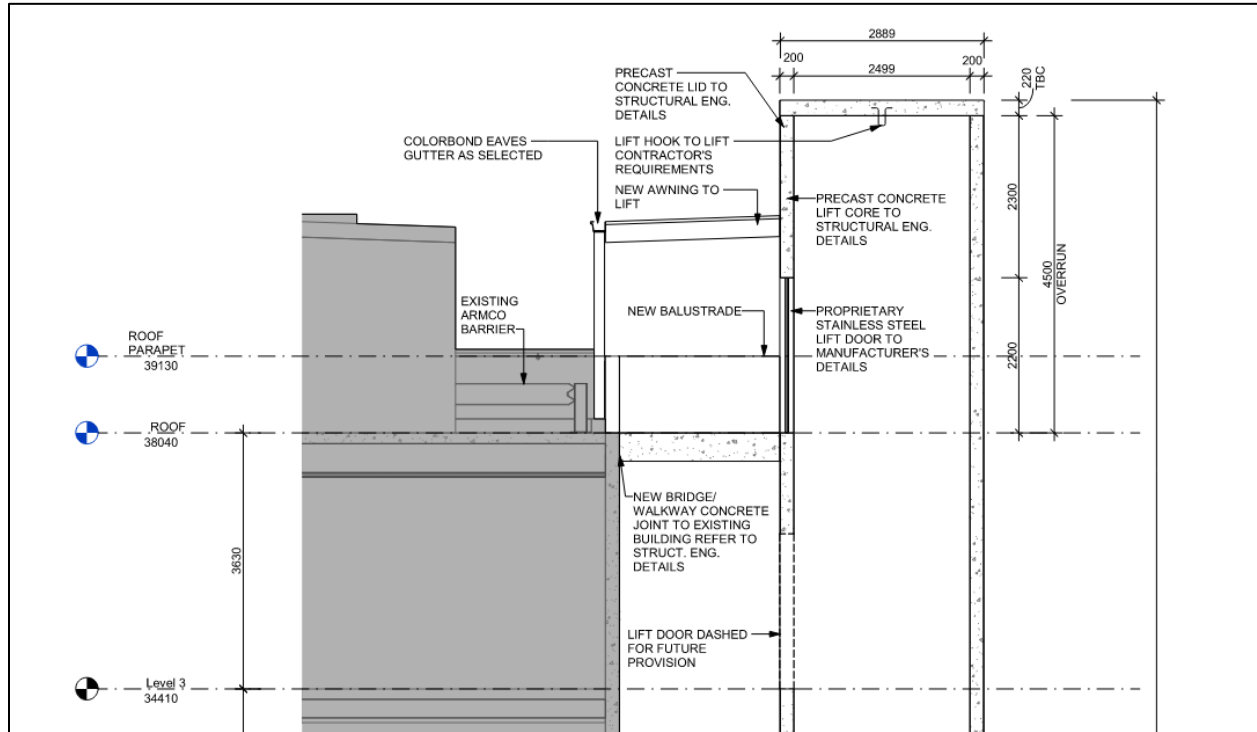 2889
200
2499
200
220
TBC
PRECAST
CONCRETE LID TO
STRUCTURAL ENG.
DETAILS
COLORBOND EAVES
GUTTER AS SELECTED
LIFT HOOK TO LIFT
CONTRACTOR'S
REQUIREMENTS
NEW AWNING TO
LIFT
PRECAST CONCRETE
LIFT CORE TO
STRUCTURAL ENG.
DETAILS
2300
4500
OVERRUN
EXISTING
ARMCO
BARRIER
NEW BALUSTRADE
PROPRIETARY
STAINLESS STEEL
LIFT DOOR TO
MANUFACTURER'S
DETAILS
2200
ROOF
PARAPET
39130
ROOF
38040
NEW BRIDGE/
WALKWAY CONCRETE
JOINT TO EXISTING
BUILDING REFER TO
STRUCT. ENG.
DETAILS
3630
LIFT DOOR DASHED
FOR FUTURE
PROVISION
Level 3
34410